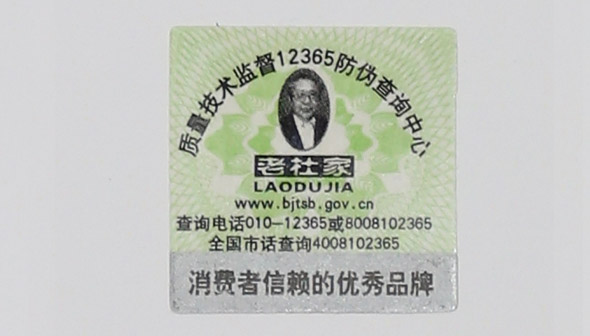 质量技术监督12365防伪查询中心
老杜家
LAODUJIA
www.bjtsb.gov.cn
查询电话010-12365或8008102365
全国市话查询4008102365
消费者信赖的优秀品牌